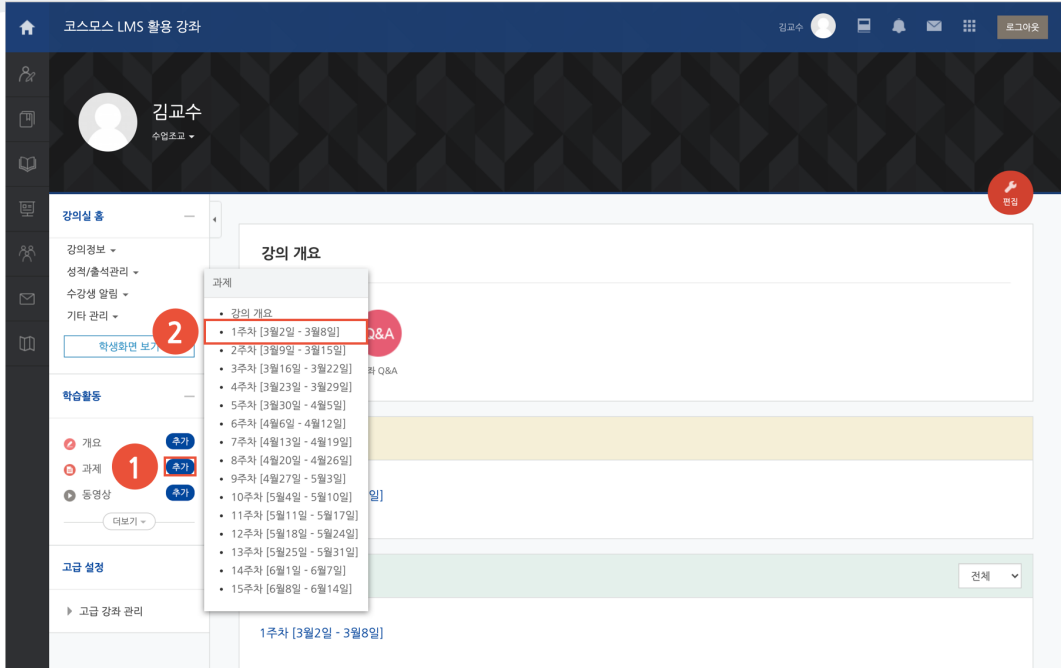 코스모스 LMS 활용 강좌
김교수
로그아웃
김교수
수업조교
편집
강의실 홈
강의정보
성적/출석관리
수강생 알림
기타 관리
학생화면 보기
학습활동
개요 추가
과제 추가
동영상 추가
더보기
고급 설정
고급 강좌 관리
1
2
과제
강의 개요
1주차 [3월2일 - 3월8일]
2주차 [3월9일 - 3월15일]
3주차 [3월16일 - 3월22일]
4주차 [3월23일 - 3월29일]
5주차 [3월30일 - 4월5일]
6주차 [4월6일 - 4월12일]
7주차 [4월13일 - 4월19일]
8주차 [4월20일 - 4월26일]
9주차 [4월27일 - 5월3일]
10주차 [5월4일 - 5월10일]
11주차 [5월11일 - 5월17일]
12주차 [5월18일 - 5월24일]
13주차 [5월25일 - 5월31일]
14주차 [6월1일 - 6월7일]
15주차 [6월8일 - 6월14일]
강의 개요
Q&A
좌 Q&A
일]
전체
1주차 [3월2일 - 3월8일]